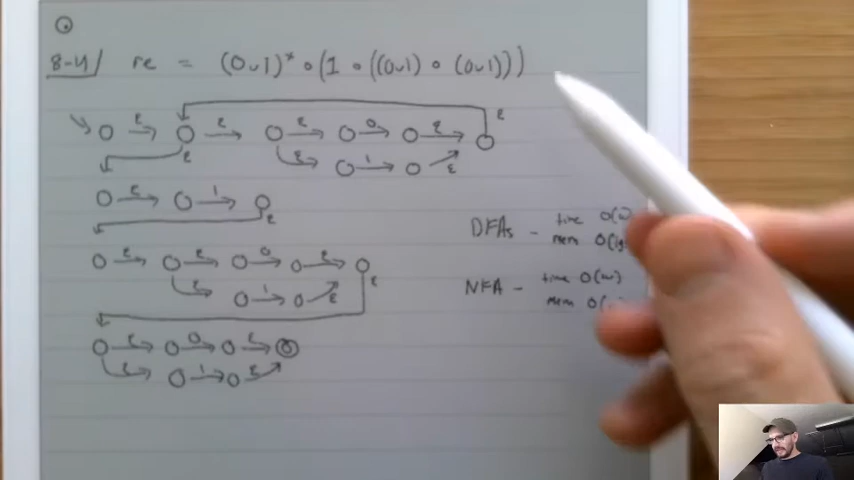 8-4/ re = (0∪1)* ∘ (1 ∘ ((0∪1) ∘ (0∪1)))
ε ε ε 0 ε ε
ε ε 1 ε
ε 1 ε
ε ε 0 ε ε
ε 1 ε
ε 0 ε
ε 1 ε
DFAs - time
mem
NFA - time
mem